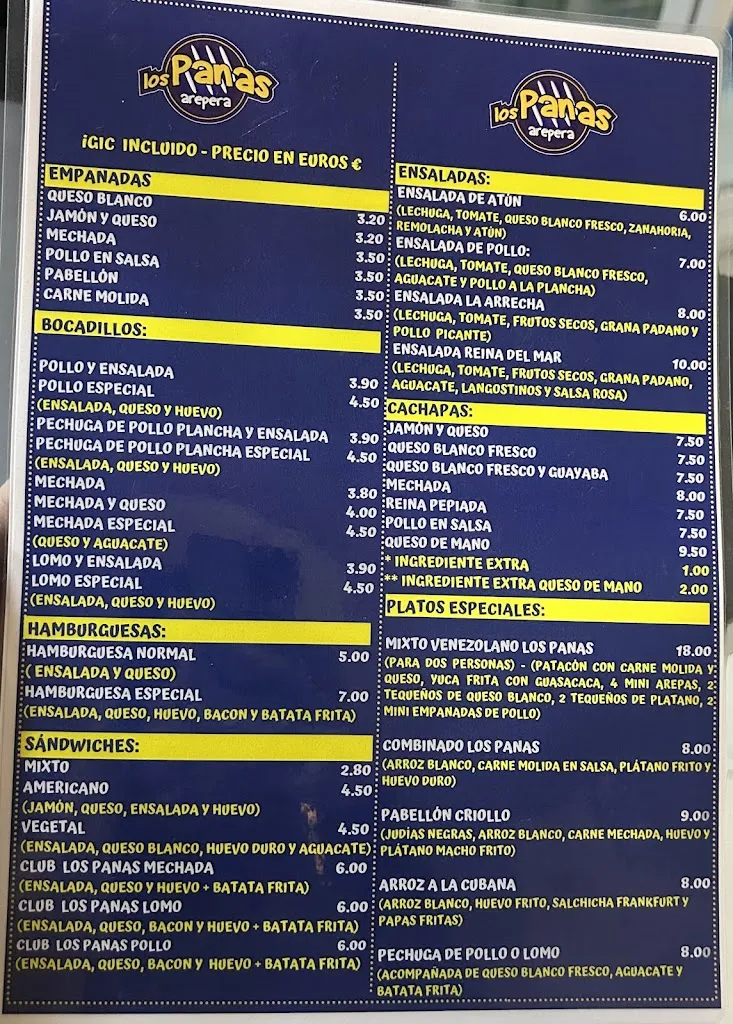 los Panas
arepera
¡GIC INCLUIDO - PRECIO EN EUROS €
EMPANADAS
QUESO BLANCO 3.20
JAMÓN Y QUESO 3.20
MECHADA 3.50
POLLO EN SALSA 3.50
PABELLÓN 3.50
CARNE MOLIDA 3.50
BOCADILLOS:
POLLO Y ENSALADA 3.90
POLLO ESPECIAL 4.50
(ENSALADA, QUESO Y HUEVO)
PECHUGA DE POLLO PLANCHA Y ENSALADA 3.90
PECHUGA DE POLLO PLANCHA ESPECIAL 4.50
(ENSALADA, QUESO Y HUEVO)
MECHADA 3.80
MECHADA Y QUESO 4.00
MECHADA ESPECIAL 4.50
(QUESO Y AGUACATE)
LOMO Y ENSALADA 3.90
LOMO ESPECIAL 4.50
(ENSALADA, QUESO Y HUEVO)
HAMBURGUESAS:
HAMBURGUESA NORMAL 5.00
( ENSALADA Y QUESO)
HAMBURGUESA ESPECIAL 7.00
(ENSALADA, QUESO, HUEVO, BACON Y BATATA FRITA)
SÁNDWICHES:
MIXTO 2.80
AMERICANO 4.50
(JAMÓN, QUESO, ENSALADA Y HUEVO)
VEGETAL 4.50
(ENSALADA, QUESO BLANCO, HUEVO DURO Y AGUACATE)
CLUB LOS PANAS MECHADA 6.00
(ENSALADA, QUESO Y HUEVO + BATATA FRITA)
CLUB LOS PANAS LOMO 6.00
(ENSALADA, QUESO, BACON Y HUEVO + BATATA FRITA)
CLUB LOS PANAS POLLO 6.00
(ENSALADA, QUESO, BACON Y HUEVO + BATATA FRITA)
los Panas
arepera
ENSALADAS:
ENSALADA DE ATÚN 6.00
(LECHUGA, TOMATE, QUESO BLANCO FRESCO, ZANAHORIA,
REMOLACHA Y ATÚN)
ENSALADA DE POLLO: 7.00
(LECHUGA, TOMATE, QUESO BLANCO FRESCO,
AGUACATE Y POLLO A LA PLANCHA)
ENSALADA LA ARRECHA 8.00
(LECHUGA, TOMATE, FRUTOS SECOS, GRANA PADANO Y
POLLO PICANTE)
ENSALADA REINA DEL MAR 10.00
(LECHUGA, TOMATE, FRUTOS SECOS, GRANA PADANO,
AGUACATE, LANGOSTINOS Y SALSA ROSA)
CACHAPAS:
JAMÓN Y QUESO 7.50
QUESO BLANCO FRESCO 7.50
QUESO BLANCO FRESCO Y GUAYABA 7.50
MECHADA 8.00
REINA PEPIADA 7.50
POLLO EN SALSA 7.50
QUESO DE MANO 9.50
* INGREDIENTE EXTRA 1.00
** INGREDIENTE EXTRA QUESO DE MANO 2.00
PLATOS ESPECIALES:
MIXTO VENEZOLANO LOS PANAS 18.00
(PARA DOS PERSONAS) - (PATACÓN CON CARNE MOLIDA Y
QUESO, YUCA FRITA CON GUASACACA, 4 MINI AREPAS, 2
TEQUEÑOS DE QUESO BLANCO, 2 TEQUEÑOS DE PLATANO, 2
MINI EMPANADAS DE POLLO)
COMBINADO LOS PANAS 8.00
(ARROZ BLANCO, CARNE MOLIDA EN SALSA, PLÁTANO FRITO Y
HUEVO DURO)
PABELLÓN CRIOLLO 9.00
(JUDÍAS NEGRAS, ARROZ BLANCO, CARNE MECHADA, HUEVO Y
PLÁTANO MACHO FRITO)
ARROZ A LA CUBANA 8.00
(ARROZ BLANCO, HUEVO FRITO, SALCHICHA FRANKFURT Y
PAPAS FRITAS)
PECHUGA DE POLLO O LOMO 8.00
(ACOMPAÑADA DE QUESO BLANCO FRESCO, AGUACATE Y
BATATA FRITA)